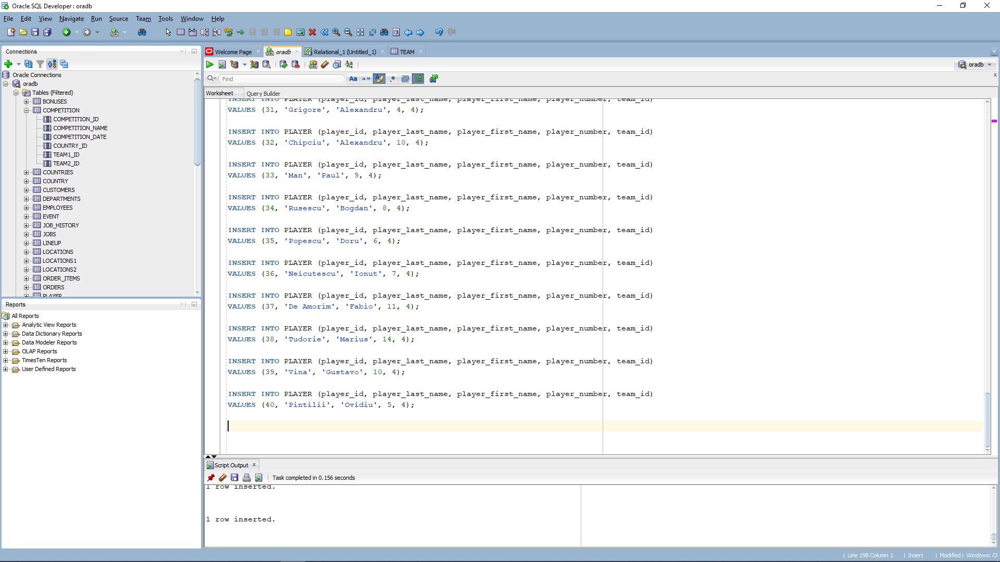 Oracle SQL Developer : oradb
File Edit View Navigate Run Source Team Tools Window Help
Connections
Oracle Connections
oradb
Tables (Filtered)
BONUSES
COMPETITION
COMPETITION_ID
COMPETITION_NAME
COMPETITION_DATE
COUNTRY_ID
TEAM1_ID
TEAM2_ID
COUNTRIES
COUNTRY
CUSTOMERS
DEPARTMENTS
EMPLOYEES
EVENT
JOB_HISTORY
JOBS
LINEUP
LOCATIONS
LOCATIONS1
LOCATIONS2
ORDER_ITEMS
ORDERS
PLAYER
Reports
All Reports
Analytic View Reports
Data Dictionary Reports
Data Modeler Reports
OLAP Reports
TimesTen Reports
User Defined Reports
Welcome Page oradb Relational_1 (Untitled_1) TEAM
oradb
Find
Worksheet Query Builder
INSERT INTO PLAYER (player_id, player_last_name, player_first_name, player_number, team_id)
VALUES (31, 'Grigore', 'Alexandru', 4, 4);
INSERT INTO PLAYER (player_id, player_last_name, player_first_name, player_number, team_id)
VALUES (32, 'Chipciu', 'Alexandru', 10, 4);
INSERT INTO PLAYER (player_id, player_last_name, player_first_name, player_number, team_id)
VALUES (33, 'Man', 'Paul', 9, 4);
INSERT INTO PLAYER (player_id, player_last_name, player_first_name, player_number, team_id)
VALUES (34, 'Rusescu', 'Bogdan', 8, 4);
INSERT INTO PLAYER (player_id, player_last_name, player_first_name, player_number, team_id)
VALUES (35, 'Popescu', 'Doru', 6, 4);
INSERT INTO PLAYER (player_id, player_last_name, player_first_name, player_number, team_id)
VALUES (36, 'Neicutescu', 'Ionut', 7, 4);
INSERT INTO PLAYER (player_id, player_last_name, player_first_name, player_number, team_id)
VALUES (37, 'De Amorim', 'Fabio', 11, 4);
INSERT INTO PLAYER (player_id, player_last_name, player_first_name, player_number, team_id)
VALUES (38, 'Tudorie', 'Marius', 14, 4);
INSERT INTO PLAYER (player_id, player_last_name, player_first_name, player_number, team_id)
VALUES (39, 'Vina', 'Gustavo', 10, 4);
INSERT INTO PLAYER (player_id, player_last_name, player_first_name, player_number, team_id)
VALUES (40, 'Pintilii', 'Ovidiu', 5, 4);
Script Output
Task completed in 0.156 seconds
1 row inserted.
1 row inserted.
Line 198 Column 1 | Insert | Modified | Windows: CF